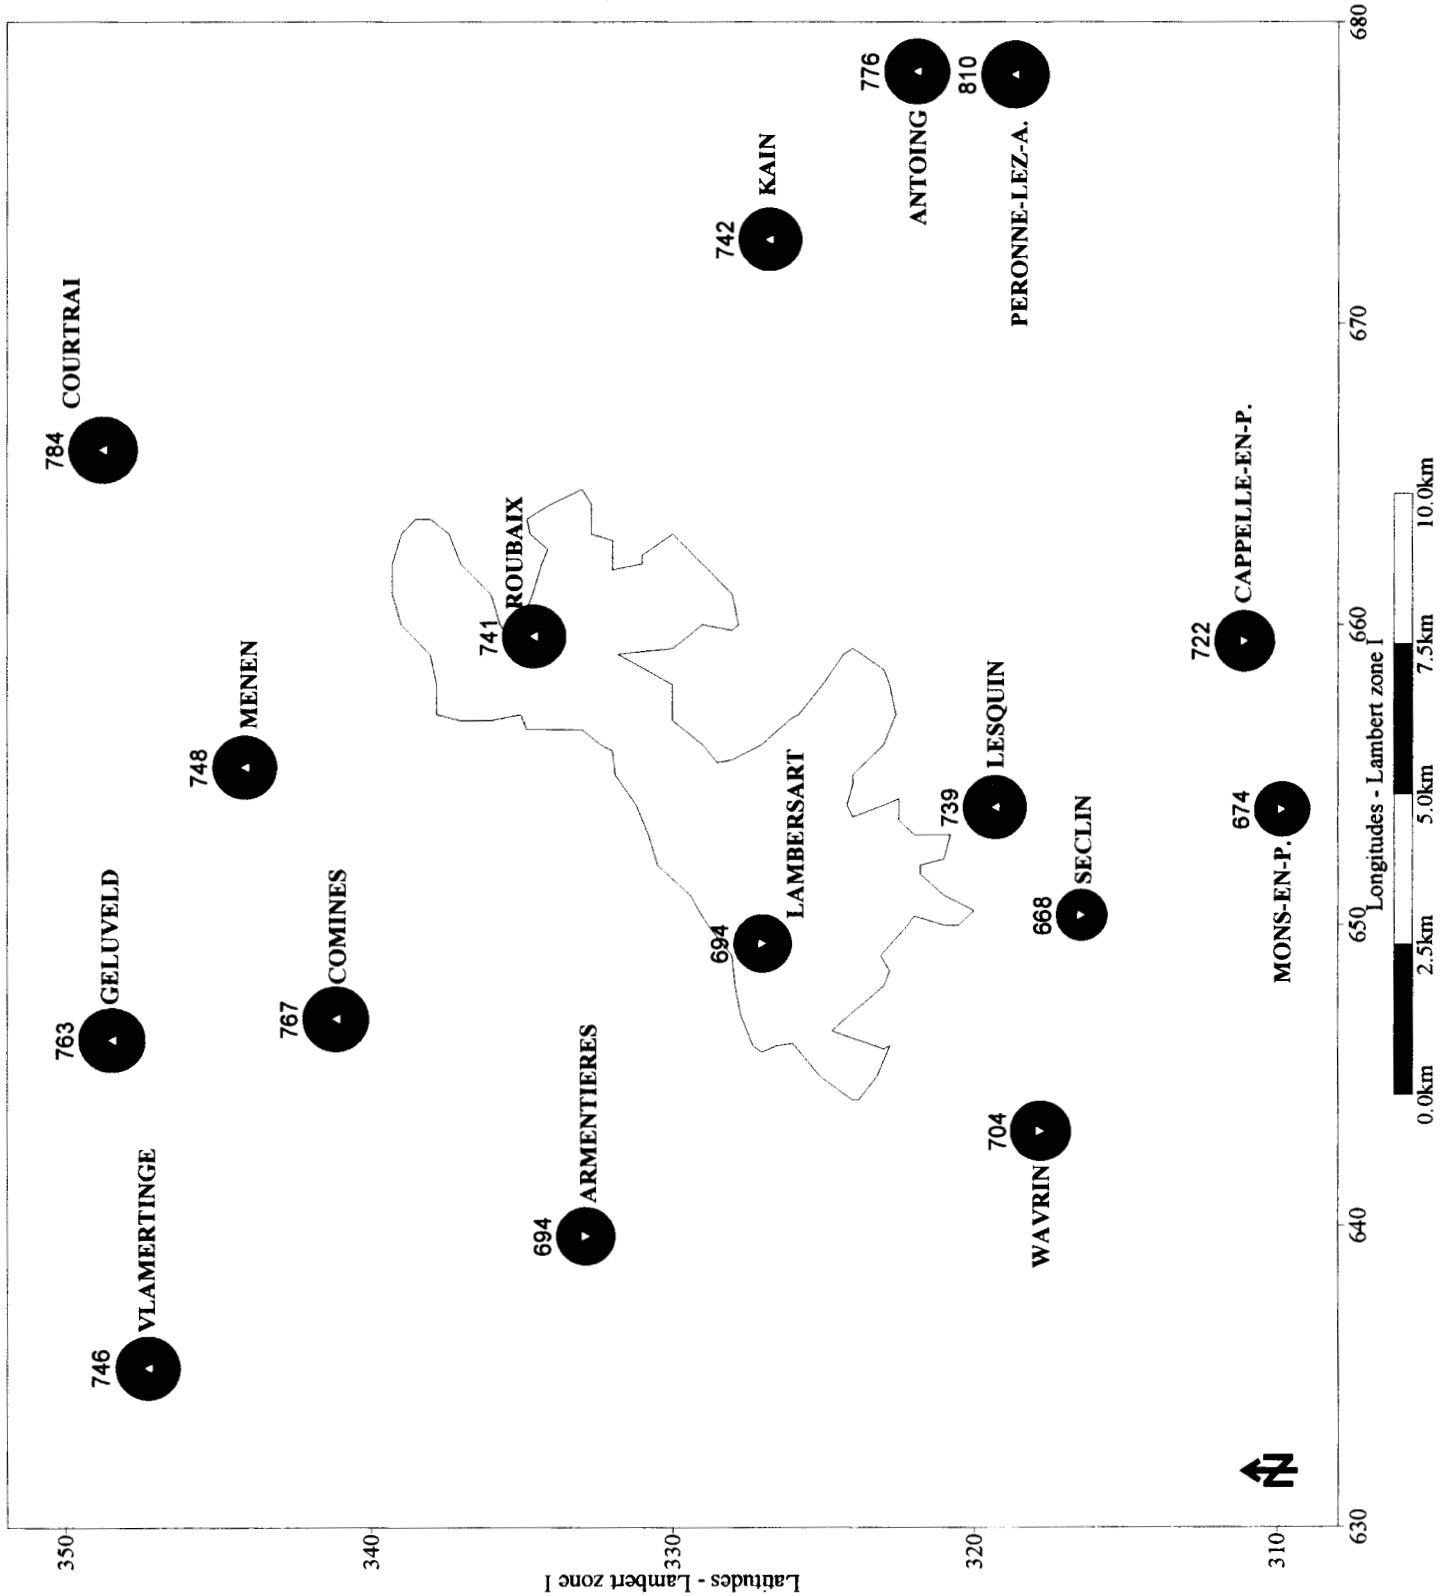 784
COURTRAI
763
GELUVELD
746
VLAMERTINGE
748
MENEN
767
COMINES
741
ROUBAIX
694
ARMENTIERES
742
KAIN
694
LAMBERSART
776
ANTOING
739
LESQUIN
810
PERONNE-LEZ-A.
704
WAVRIN
668
SECLIN
722
CAPPELLE-EN-P.
674
MONS-EN-P.
N
350
340
330
320
310
Latitudes - Lambert zone I
630
640
650
660
670
680
Longitudes - Lambert zone I
0.0km
2.5km
5.0km
7.5km
10.0km